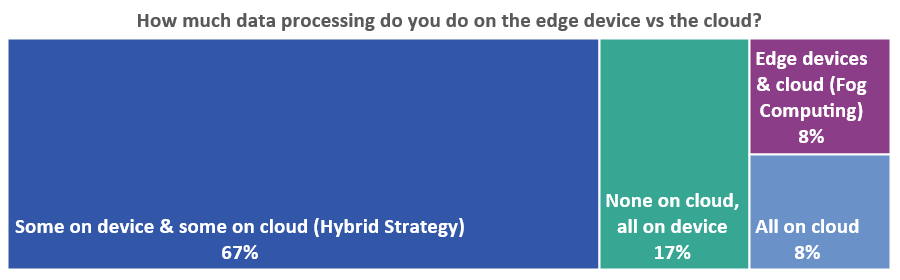 How much data processing do you do on the edge device vs the cloud?
Some on device & some on cloud (Hybrid Strategy)
67%
None on cloud,
all on device
17%
Edge devices
& cloud (Fog
Computing)
8%
All on cloud
8%